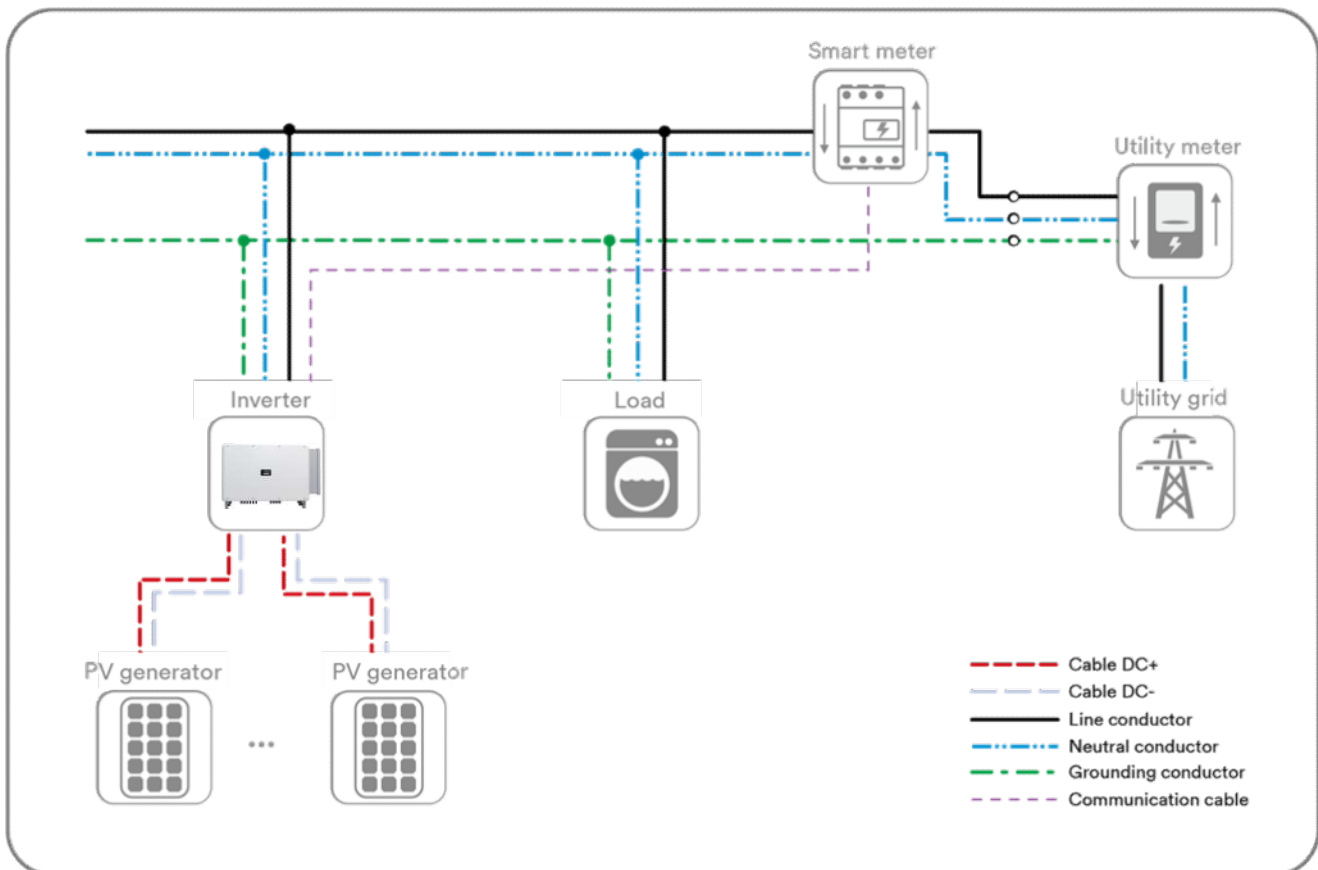 Smart meter
Utility meter
Inverter
Load
Utility grid
PV generator
PV generator
Cable DC+
Cable DC-
Line conductor
Neutral conductor
Grounding conductor
Communication cable